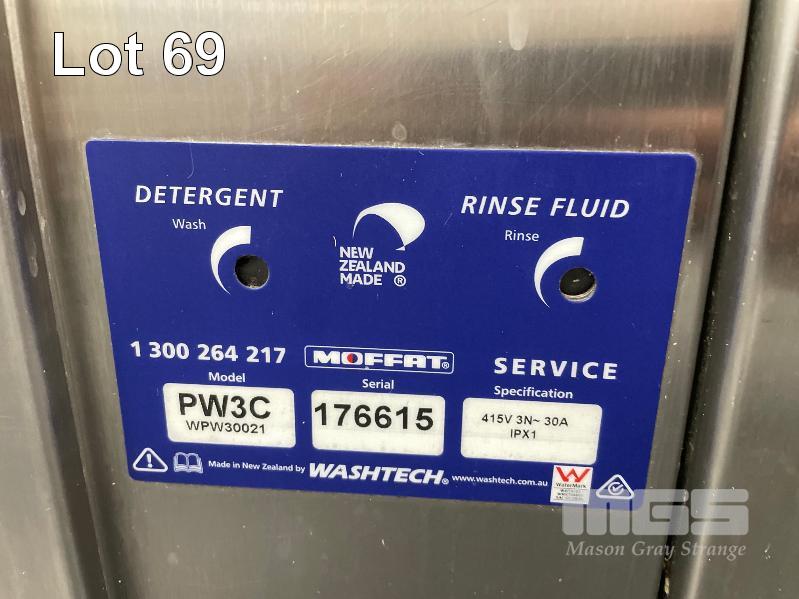 Lot 69
DETERGENT
Wash
RINSE FLUID
Rinse
NEW
ZEALAND
MADE ®
1 300 264 217
MOFFAT®
SERVICE
Model
Serial
Specification
PW3C
WPW30021
176615
415V 3N~ 30A
IPX1
Made in New Zealand by WASHTECH® www.washtech.com.au
WaterMark
MGS
Mason Gray Strange